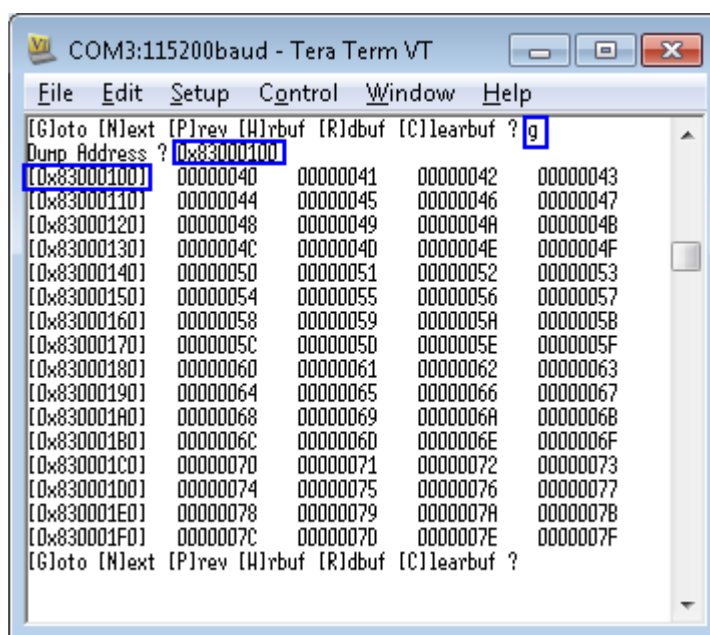 COM3:115200baud - Tera Term VT
File Edit Setup Control Window Help
[G]oto [N]ext [P]rev [W]rbuf [R]dbuf [C]learbuf ? g
Dump Address ? 0x83000100
[0x83000100] 00000040 00000041 00000042 00000043
[0x83000110] 00000044 00000045 00000046 00000047
[0x83000120] 00000048 00000049 0000004A 0000004B
[0x83000130] 0000004C 0000004D 0000004E 0000004F
[0x83000140] 00000050 00000051 00000052 00000053
[0x83000150] 00000054 00000055 00000056 00000057
[0x83000160] 00000058 00000059 0000005A 0000005B
[0x83000170] 0000005C 0000005D 0000005E 0000005F
[0x83000180] 00000060 00000061 00000062 00000063
[0x83000190] 00000064 00000065 00000066 00000067
[0x830001A0] 00000068 00000069 0000006A 0000006B
[0x830001B0] 0000006C 0000006D 0000006E 0000006F
[0x830001C0] 00000070 00000071 00000072 00000073
[0x830001D0] 00000074 00000075 00000076 00000077
[0x830001E0] 00000078 00000079 0000007A 0000007B
[0x830001F0] 0000007C 0000007D 0000007E 0000007F
[G]oto [N]ext [P]rev [W]rbuf [R]dbuf [C]learbuf ?